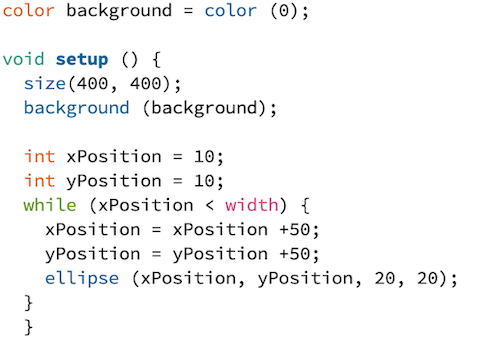 color background = color (0);
void setup () {
size(400, 400);
background (background);
int xPosition = 10;
int yPosition = 10;
while (xPosition < width) {
xPosition = xPosition +50;
yPosition = yPosition +50;
ellipse (xPosition, yPosition, 20, 20);
}
}